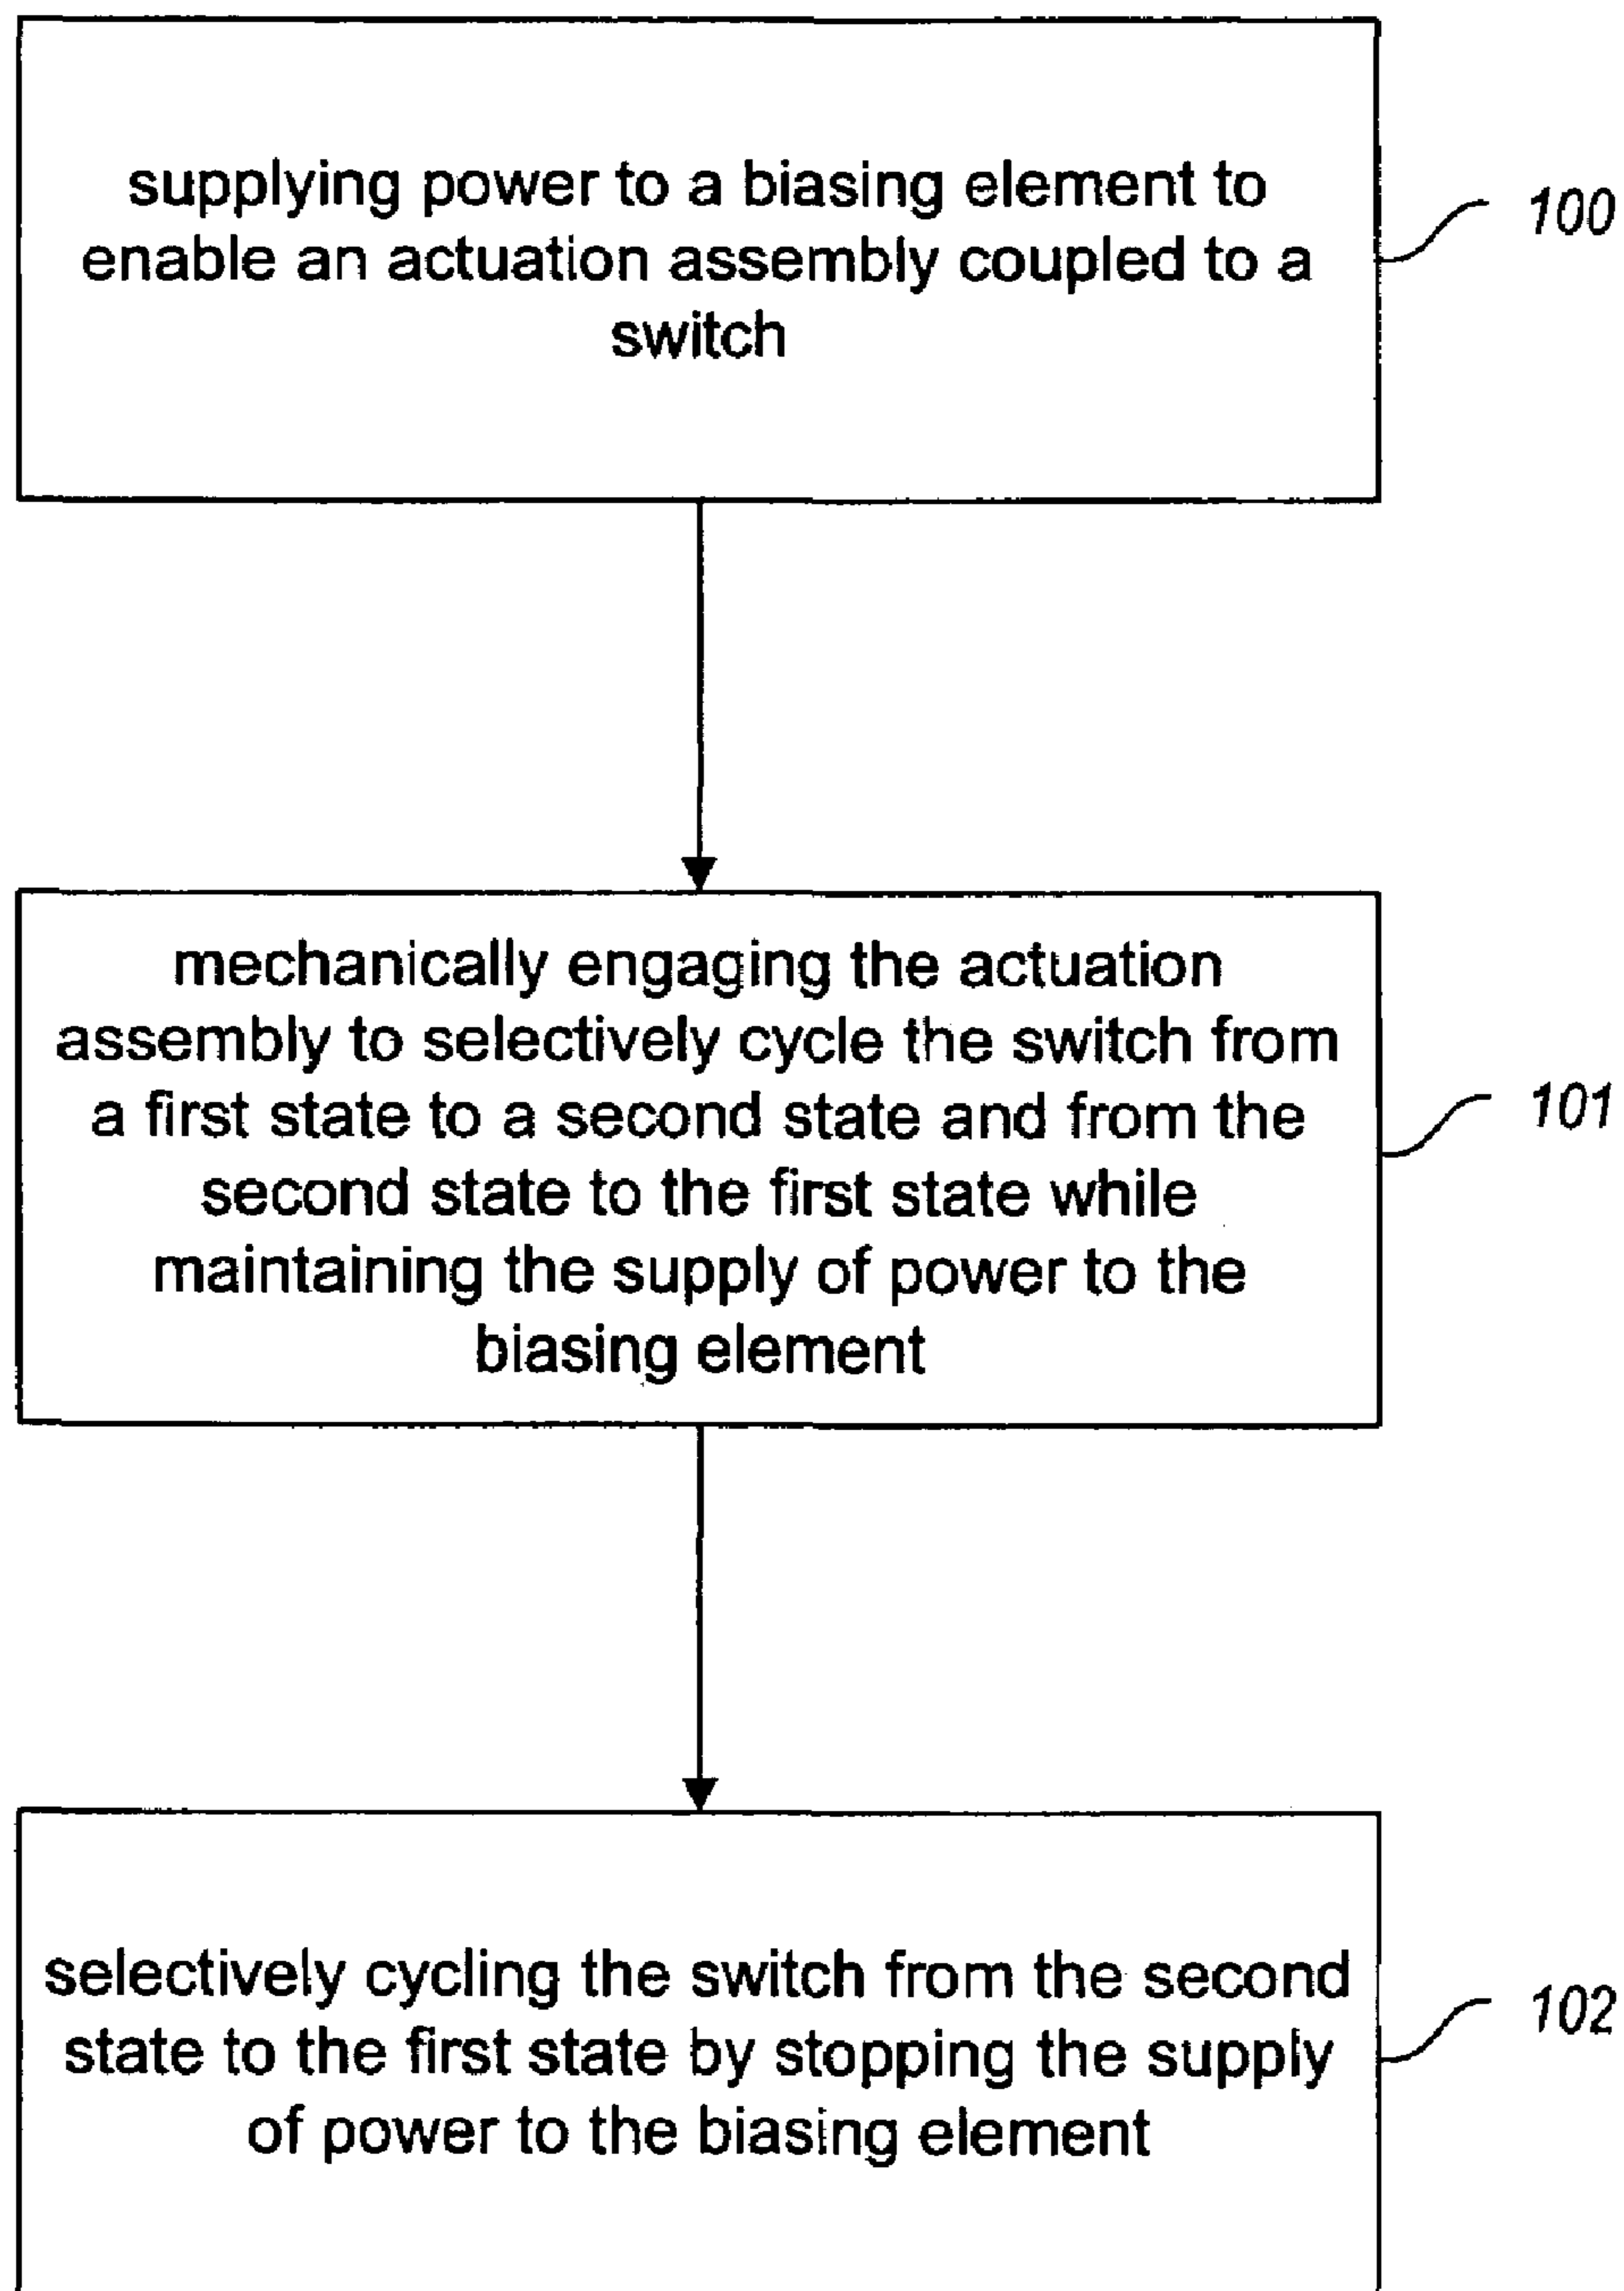 supplying power to a biasing element to
enable an actuation assembly coupled to a
switch
100
mechanically engaging the actuation
assembly to selectively cycle the switch from
a first state to a second state and from the
second state to the first state while
maintaining the supply of power to the
biasing element
101
selectively cycling the switch from the second
state to the first state by stopping the supply
of power to the biasing element
102